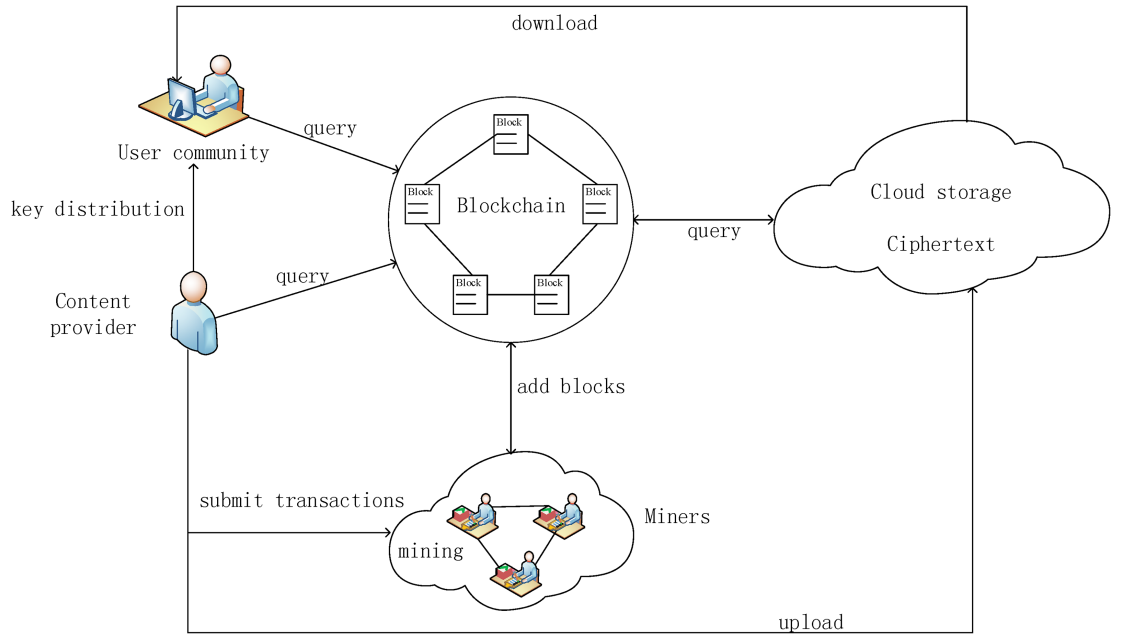 download
query
User community
key distribution
Block
Block
Block
Blockchain
Cloud storage
query
Ciphertext
query
Block
Block
Content
provider
add blocks
submit transactions
Miners
mining
upload